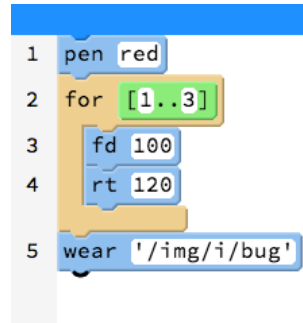 1 pen red
2 for [1..3]
3 fd 100
4 rt 120
5 wear '/img/i/bug'